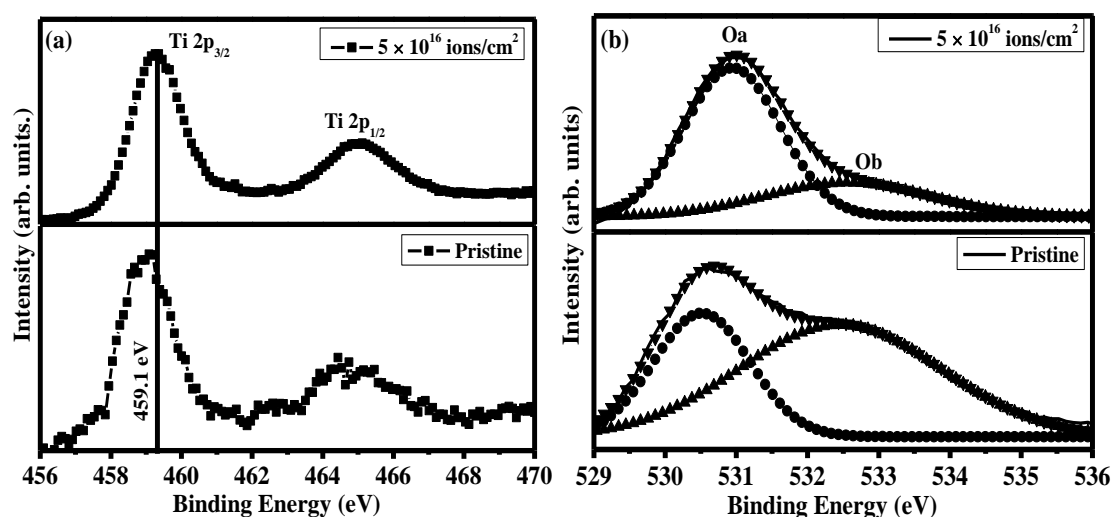 (a)
Ti 2p3/2
5 × 10^16 ions/cm^2
Ti 2p1/2
Pristine
459.1 eV
Intensity (arb. units.)
456 458 460 462 464 466 468 470
Binding Energy (eV)
(b)
Oa
5 × 10^16 ions/cm^2
Ob
Pristine
Intensity (arb. units)
529 530 531 532 533 534 535 536
Binding Energy (eV)